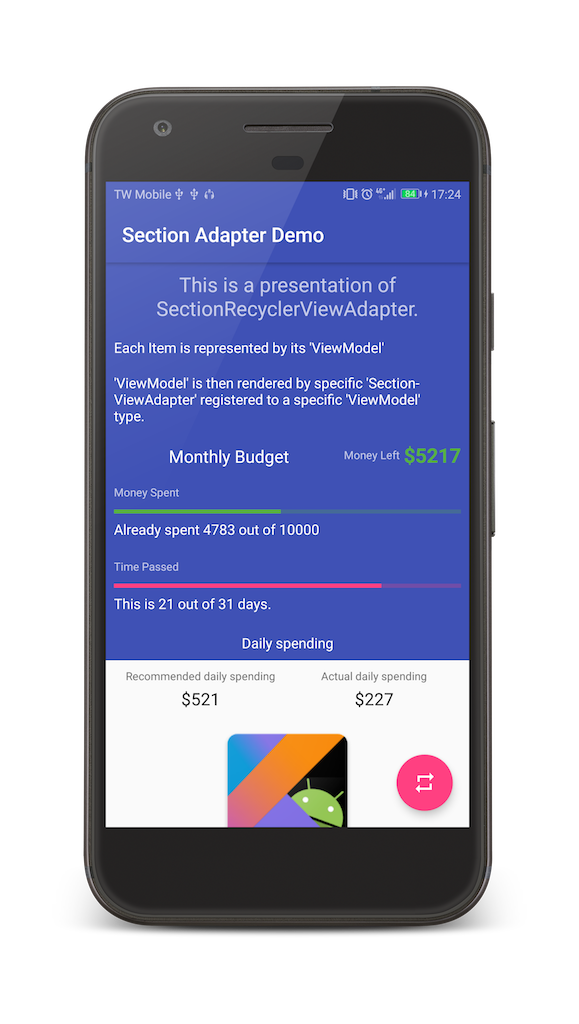 TW Mobile 84 17:24
Section Adapter Demo
This is a presentation of
SectionRecyclerViewAdapter.
Each Item is represented by its 'ViewModel'
'ViewModel' is then rendered by specific 'Section-
ViewAdapter' registered to a specific 'ViewModel'
type.
Monthly Budget Money Left $5217
Money Spent
Already spent 4783 out of 10000
Time Passed
This is 21 out of 31 days.
Daily spending
Recommended daily spending Actual daily spending
$521 $227